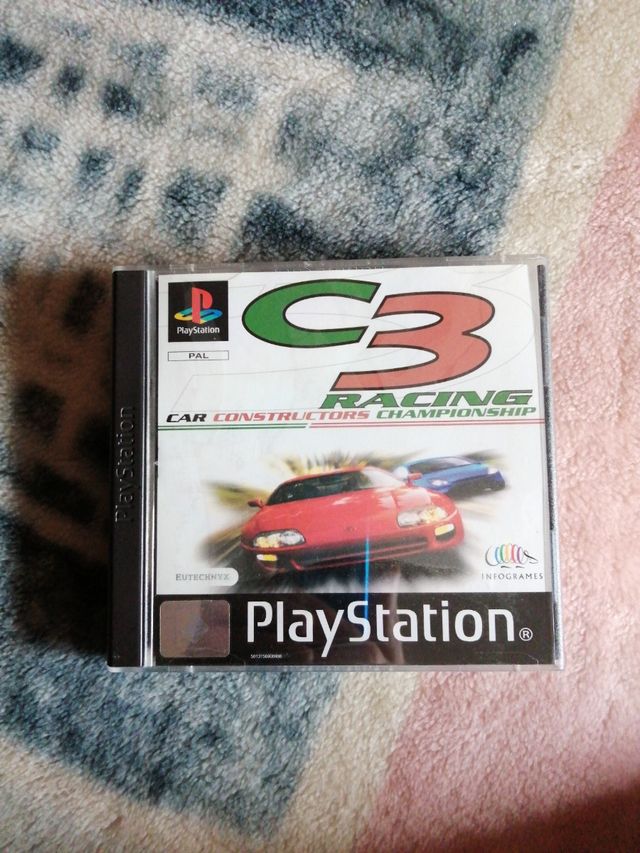 PlayStation
PlayStation
PAL
C3
RACING
CAR CONSTRUCTORS CHAMPIONSHIP
EUTECHNYX
INFOGRAMES
PlayStation®